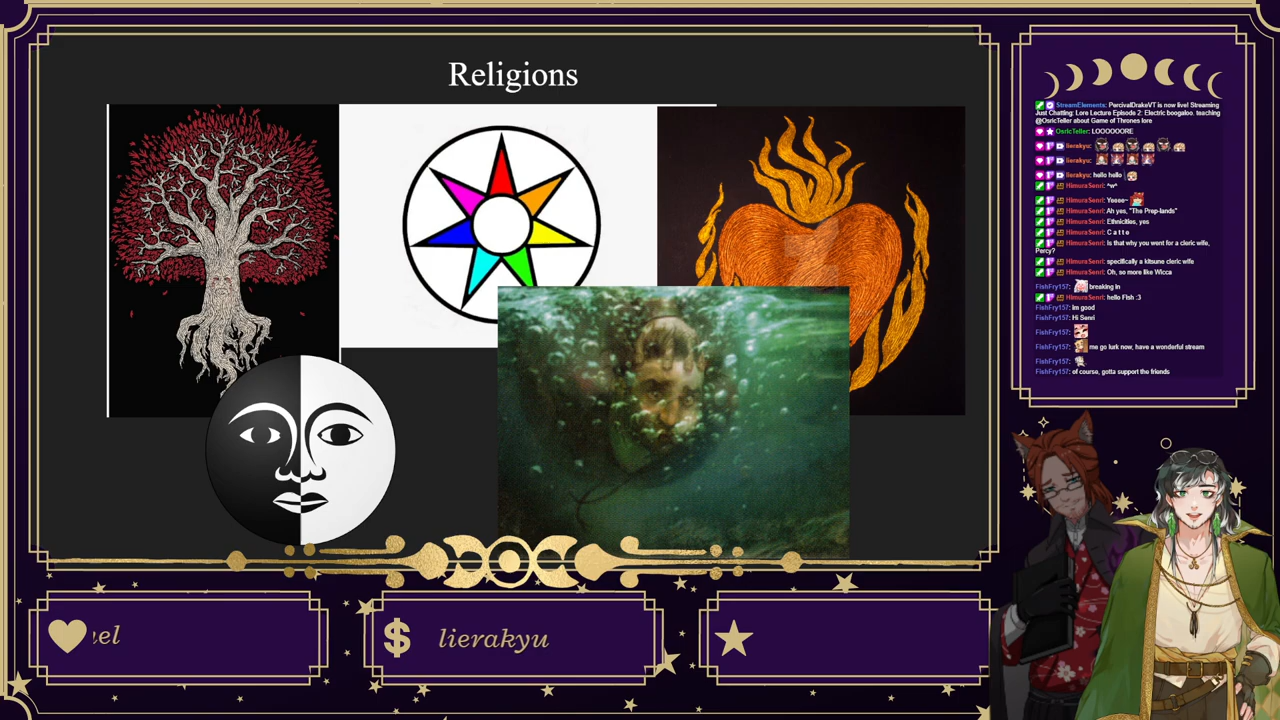 Religions
StreamElements: PercivalDrakeVT is now live! Streaming
Just Chatting: Lore Lecture Episode 2: Electric boogaloo. teaching
@OsricTeller about Game of Thrones lore
OsricTeller: LOOOOOORE
lierakyu:
lierakyu:
lierakyu: hello hello
HimuraSenri: ^w^
HimuraSenri: Yeeee~
HimuraSenri: Ah yes, "The Prep-lands"
HimuraSenri: Ethnicities, yes
HimuraSenri: C a t t e
HimuraSenri: Is that why you went for a cleric wife,
Percy?
HimuraSenri: specifically a kitsune cleric wife
HimuraSenri: Oh, so more like Wicca
FishFry157: breaking in
HimuraSenri: hello Fish :3
FishFry157: im good
FishFry157: Hi Senri
FishFry157:
FishFry157: me go lurk now, have a wonderful stream
FishFry157:
FishFry157: of course, gotta support the friends
el
$ lierakyu